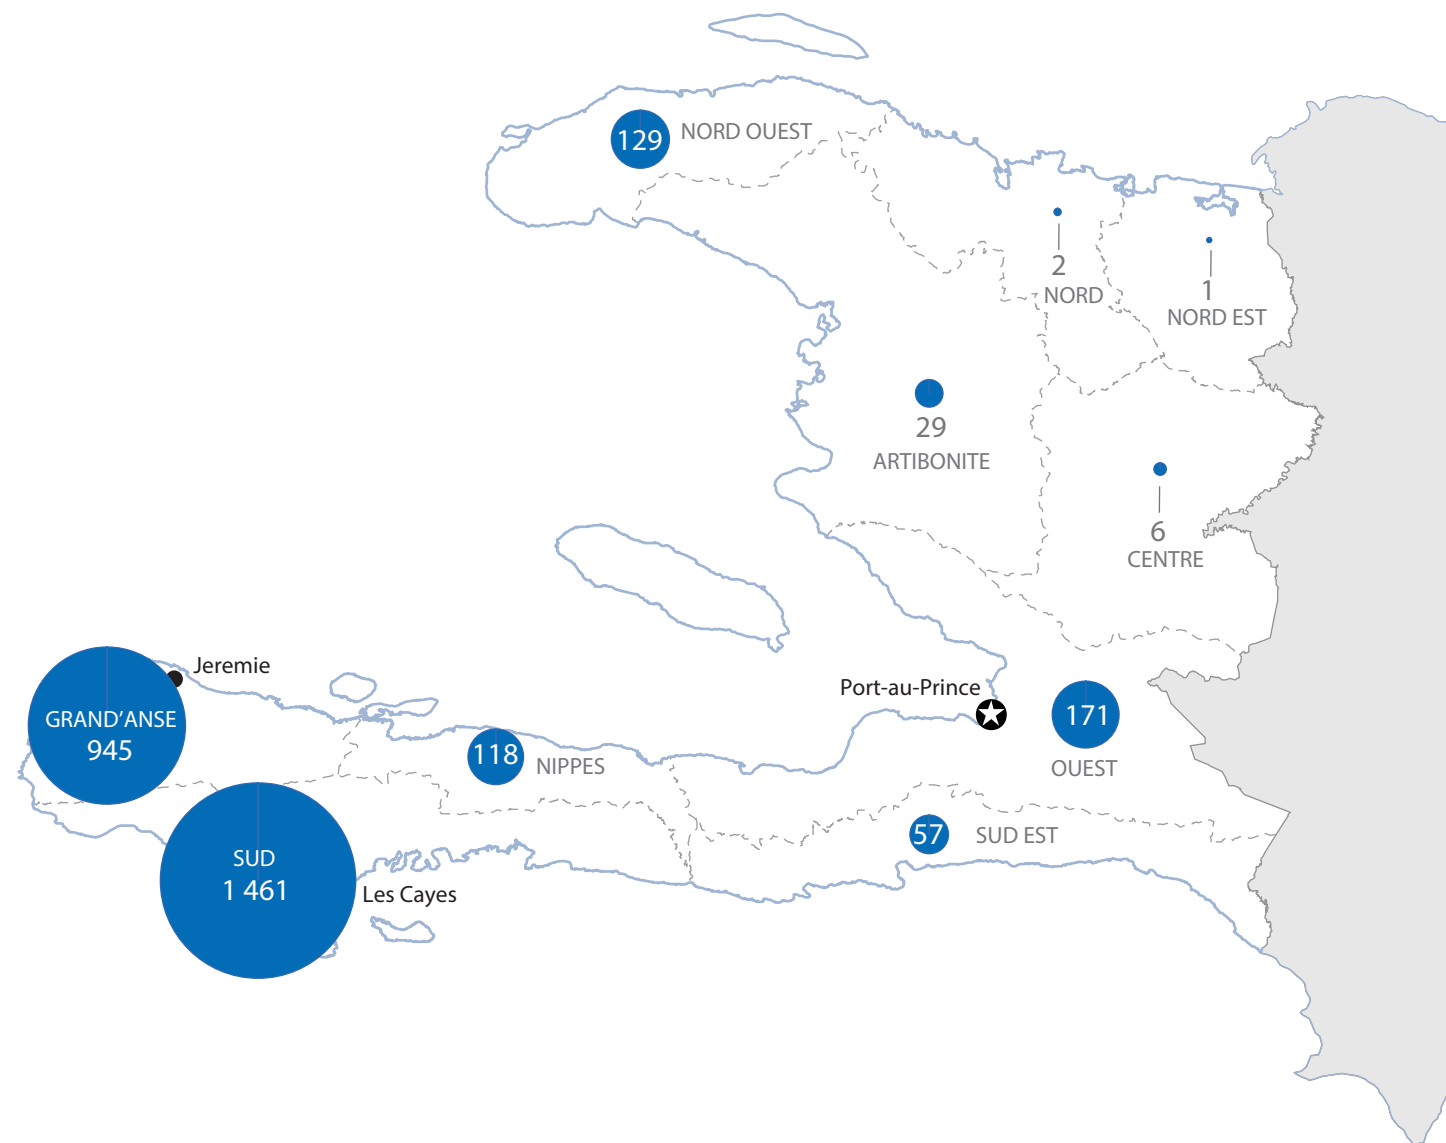 129
NORD OUEST
2
NORD
1
NORD EST
29
ARTIBONITE
6
CENTRE
Jeremie
GRAND'ANSE
945
Port-au-Prince
171
OUEST
118
NIPPES
57
SUD EST
SUD
1 461
Les Cayes